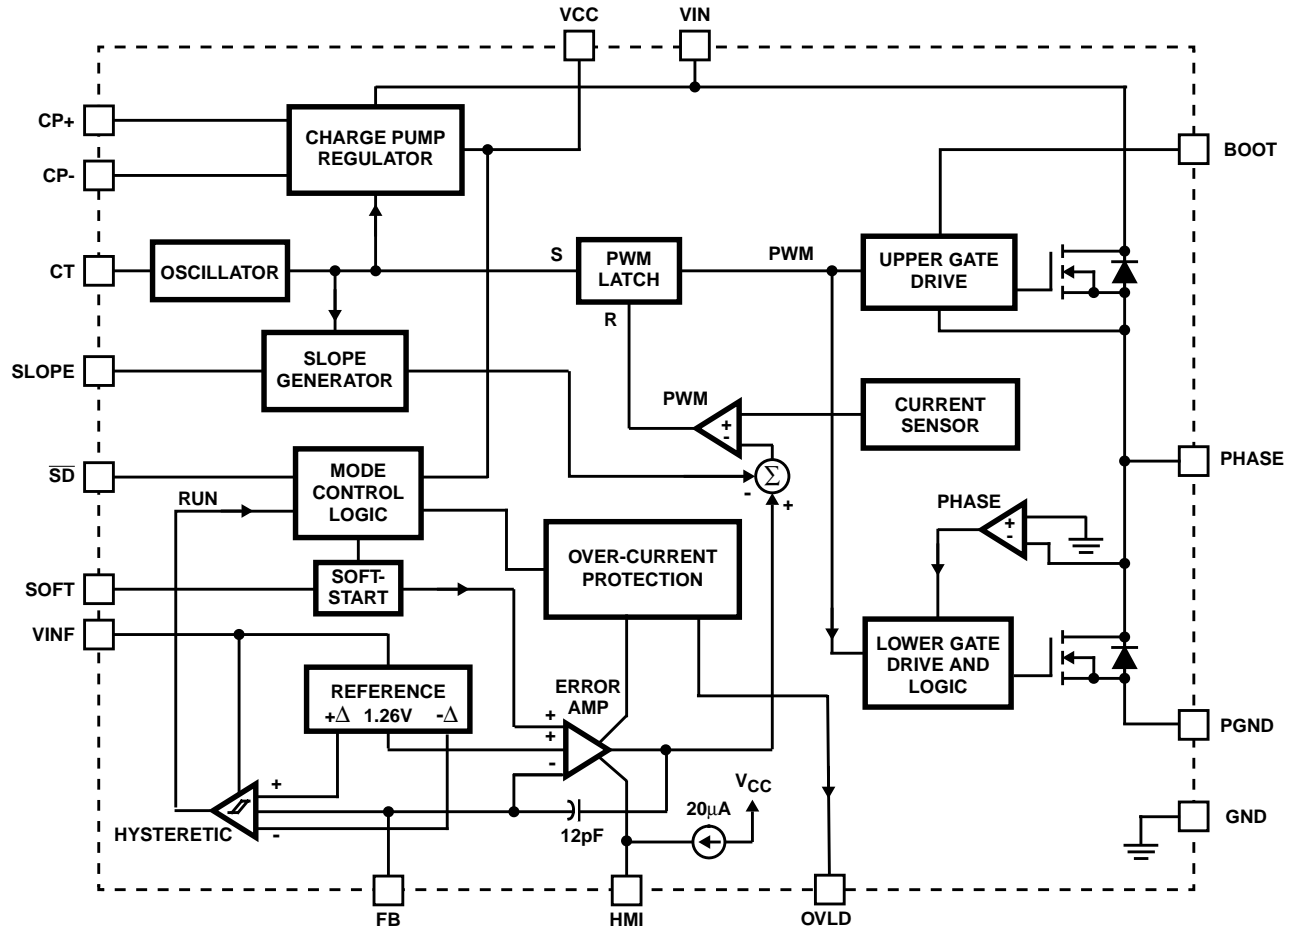 VCC
VIN
CP+
CHARGE PUMP
REGULATOR
CP-
BOOT
CT
OSCILLATOR
S
PWM
LATCH
PWM
UPPER GATE
DRIVE
R
SLOPE
SLOPE
GENERATOR
PWM
+
-
CURRENT
SENSOR
SD
MODE
CONTROL
LOGIC
Σ
-
+
PHASE
RUN
PHASE
+
-
OVER-CURRENT
PROTECTION
SOFT
SOFT-
START
VINF
LOWER GATE
DRIVE AND
LOGIC
REFERENCE
+Δ 1.26V -Δ
ERROR
AMP
+
+
-
PGND
+
-
HYSTERETIC
12pF
20μA
VCC
GND
FB
HMI
OVLD